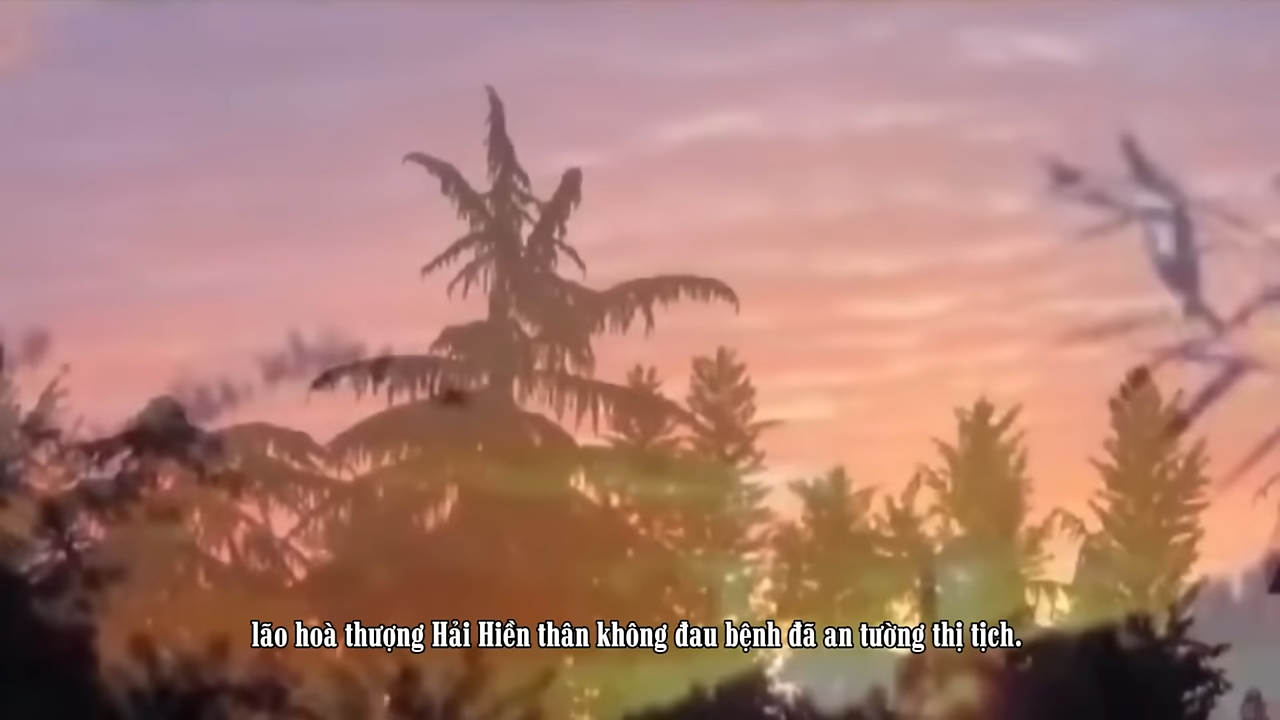 lão hoà thượng Hải Hiền thân không đau bệnh đã an tường thị tịch.